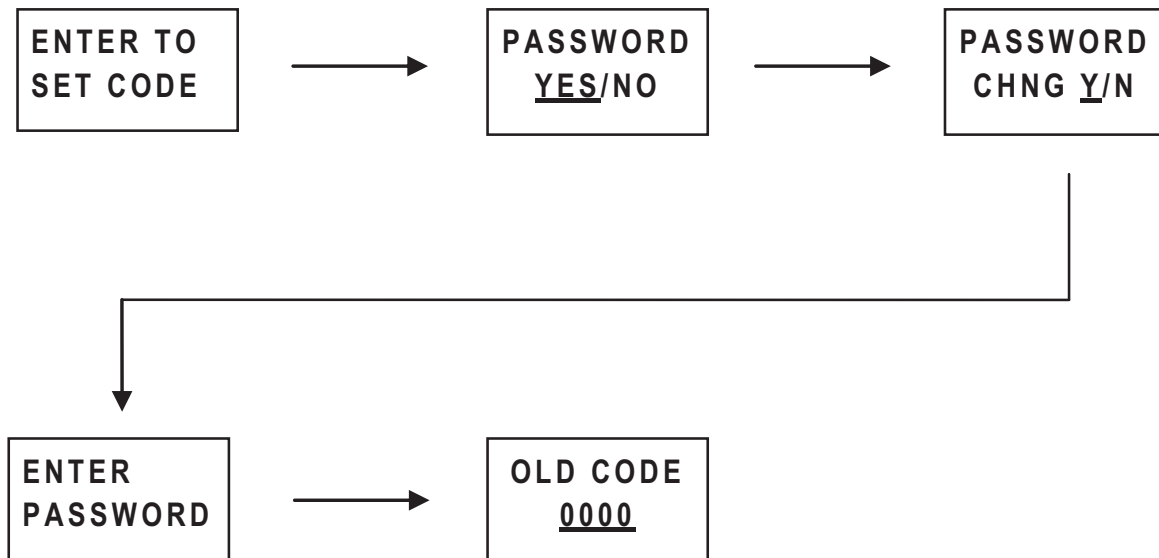 ENTER TO
SET CODE
PASSWORD
YES/NO
PASSWORD
CHNG Y/N
ENTER
PASSWORD
OLD CODE
0000